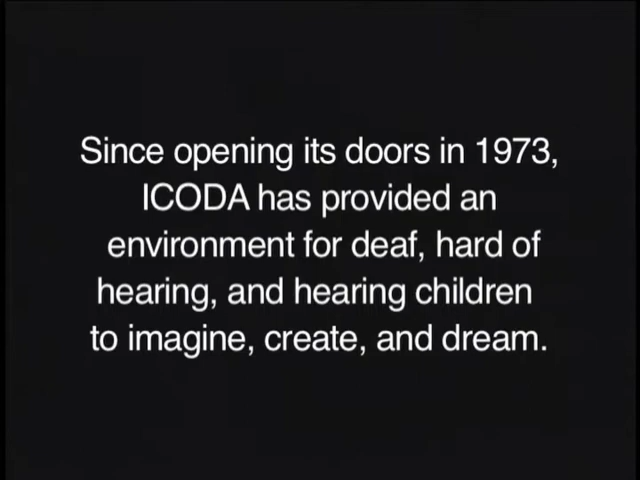 Since opening its doors in 1973,
ICODA has provided an
environment for deaf, hard of
hearing, and hearing children
to imagine, create, and dream.